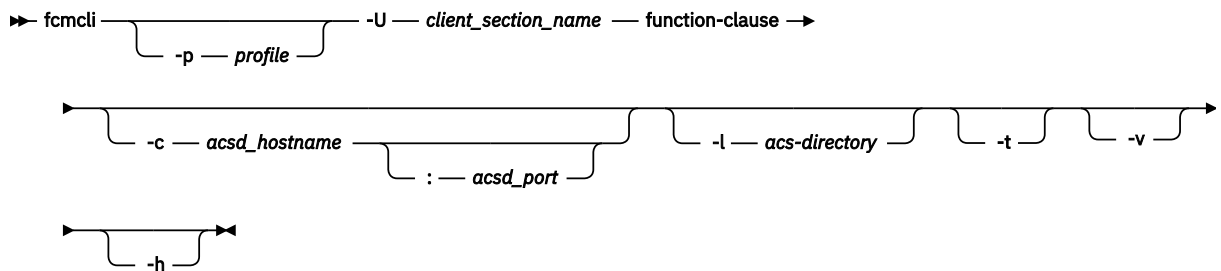 fcmcli -U client_section_name function-clause
-p profile
-c acsd_hostname -l acs-directory -t -v
: acsd_port
-h